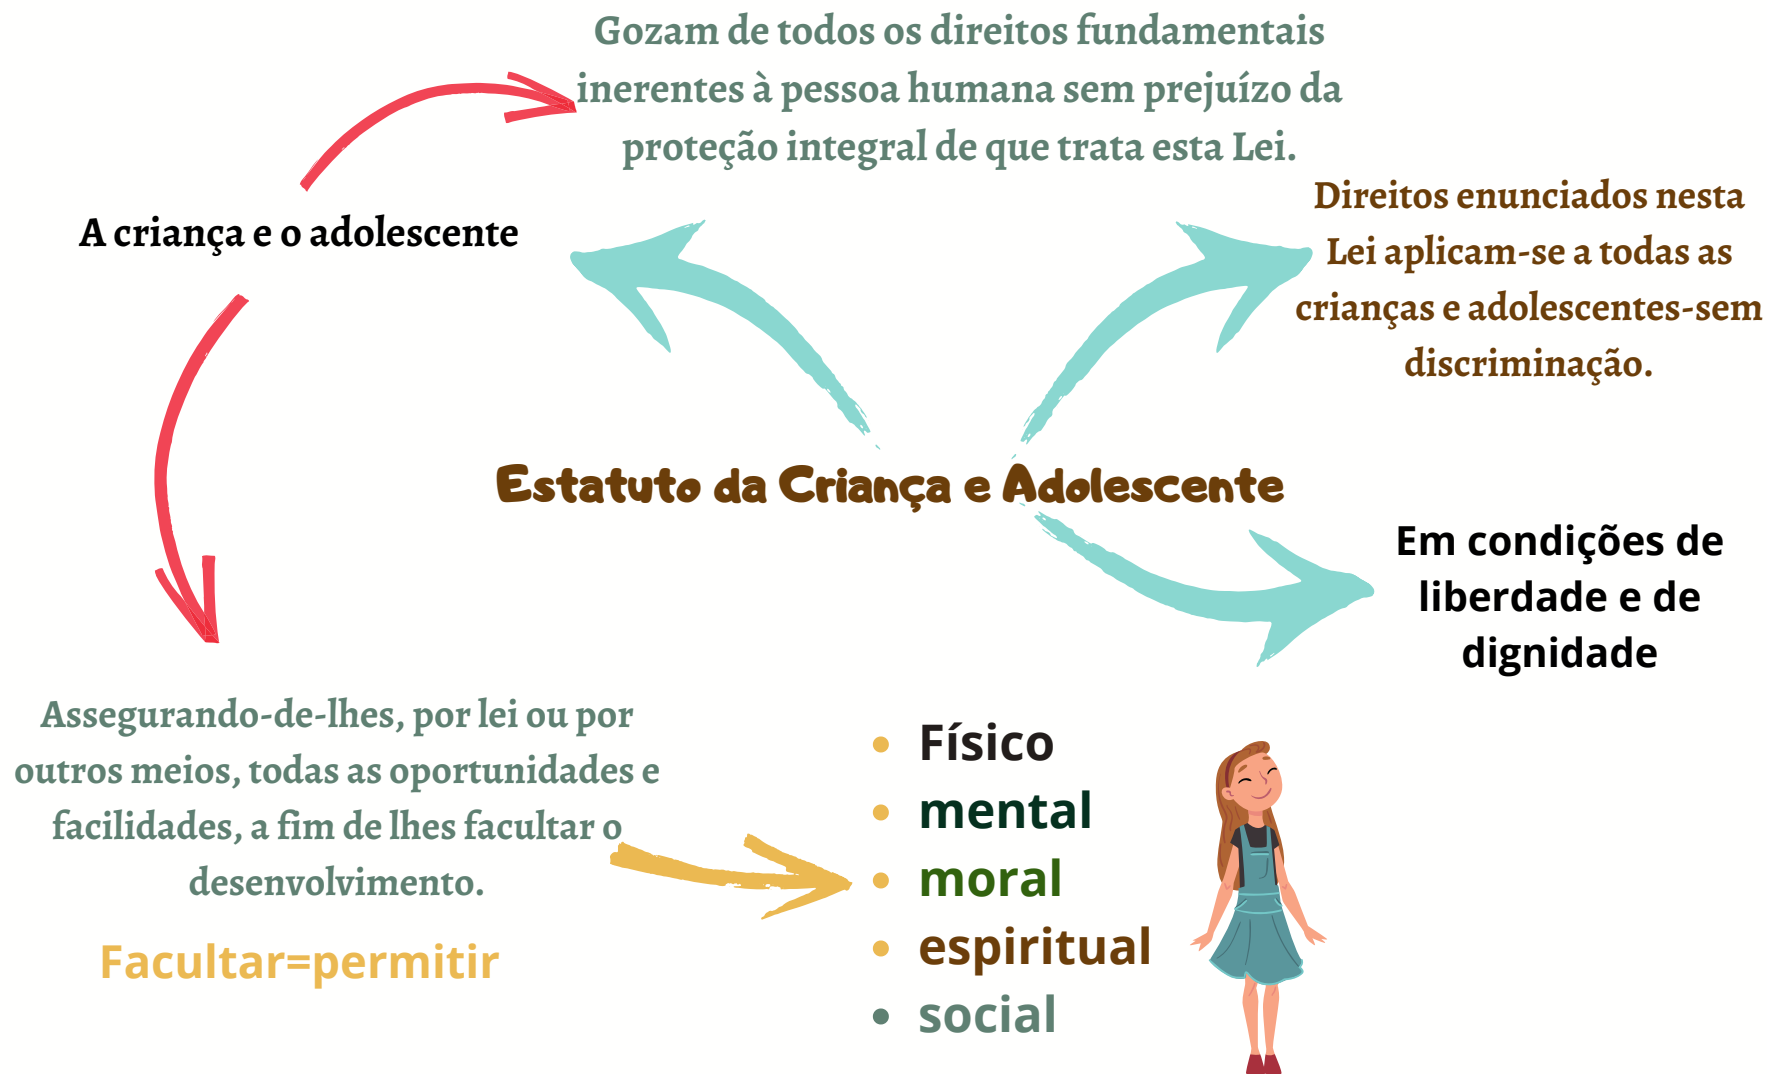 Gozam de todos os direitos fundamentais
inerentes à pessoa humana sem prejuízo da
proteção integral de que trata esta Lei.
A criança e o adolescente
Direitos enunciados nesta
Lei aplicam-se a todas as
crianças e adolescentes-sem
discriminação.
Estatuto da Criança e Adolescente
Em condições de
liberdade e de
dignidade
Assegurando-de-lhes, por lei ou por
outros meios, todas as oportunidades e
facilidades, a fim de lhes facultar o
desenvolvimento.
Facultar=permitir
Físico
mental
moral
espiritual
social